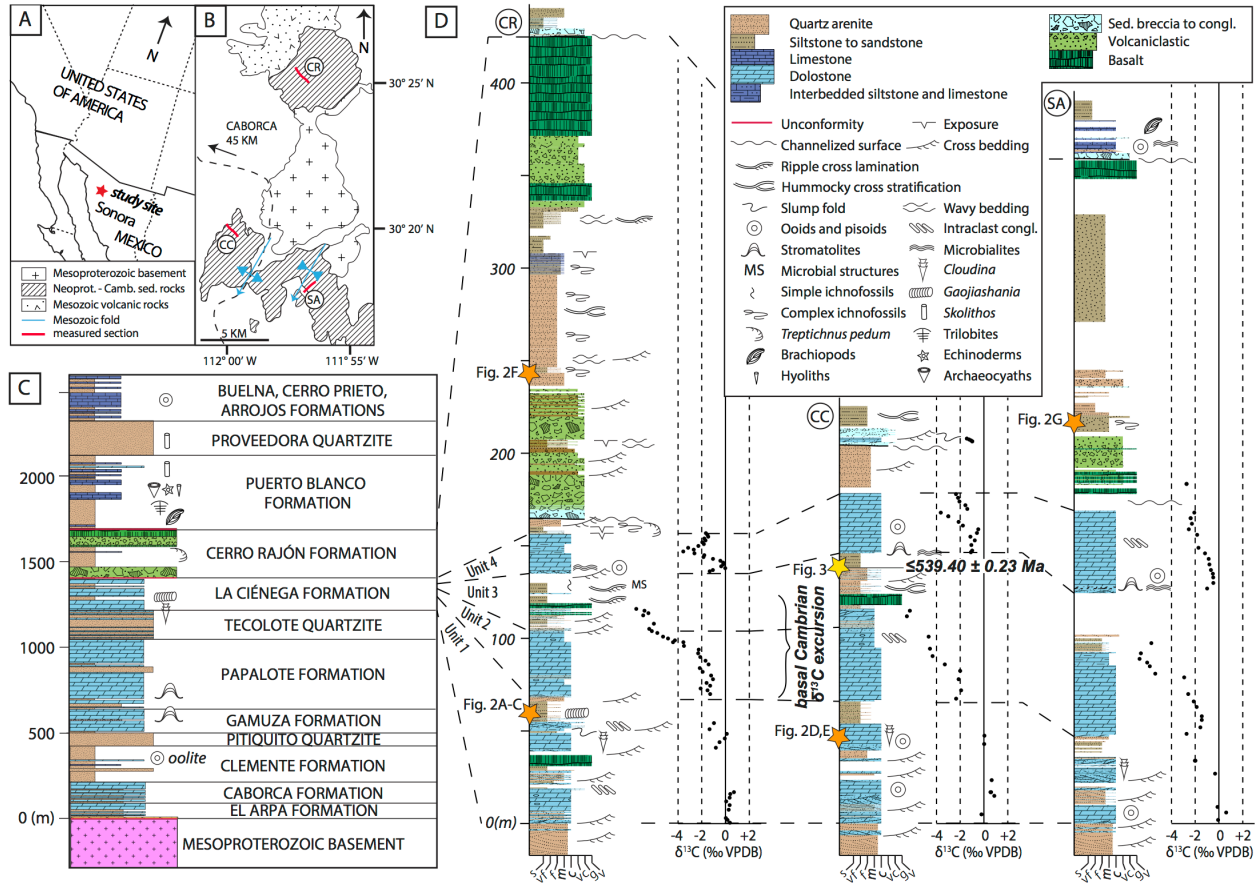 A
N
UNITED STATES
OF AMERICA
study site
Sonora
MEXICO
Mesoproterozoic basement
Neoprot. - Camb. sed. rocks
Mesozoic volcanic rocks
Mesozoic fold
measured section
B
N
CR
CABORCA
45 KM
CC
SA
5 KM
30° 25' N
30° 20' N
112° 00' W
111° 55' W
C
BUELNA, CERRO PRIETO,
ARROJOS FORMATIONS
PROVEEDORA QUARTZITE
PUERTO BLANCO
FORMATION
CERRO RAJÓN FORMATION
LA CIÉNEGA FORMATION
TECOLOTE QUARTZITE
PAPALOTE FORMATION
GAMUZA FORMATION
PITIQUITO QUARTZITE
oolite
CLEMENTE FORMATION
CABORCA FORMATION
EL ARPA FORMATION
MESOPROTEROZOIC BASEMENT
2000
1500
1000
500
0 (m)
Unit 4
Unit 3
Unit 2
Unit 1
D
CR
400
300
200
100
0(m)
Fig. 2F
Fig. 2A-C
MS
s
vf
f
m
c
vc
g
v
-4 -2 0 +2
δ¹³C (‰ VPDB)
Quartz arenite
Siltstone to sandstone
Limestone
Dolostone
Interbedded siltstone and limestone
Sed. breccia to congl.
Volcaniclastic
Basalt
Unconformity
Exposure
Channelized surface
Cross bedding
Ripple cross lamination
Hummocky cross stratification
Slump fold
Wavy bedding
Ooids and pisoids
Intraclast congl.
Stromatolites
Microbialites
MS Microbial structures
Cloudina
Simple ichnofossils
Gaojiashania
Complex ichnofossils
Skolithos
Treptichnus pedum
Trilobites
Brachiopods
Echinoderms
Hyoliths
Archaeocyaths
CC
Fig. 3
≤539.40 ± 0.23 Ma
basal Cambrian
δ¹³C excursion
Fig. 2D,E
s
vf
f
m
c
vc
g
v
-4 -2 0 +2
δ¹³C (‰ VPDB)
SA
Fig. 2G
s
vf
f
m
c
vc
g
v
-4 -2 0 +2
δ¹³C (‰ VPDB)